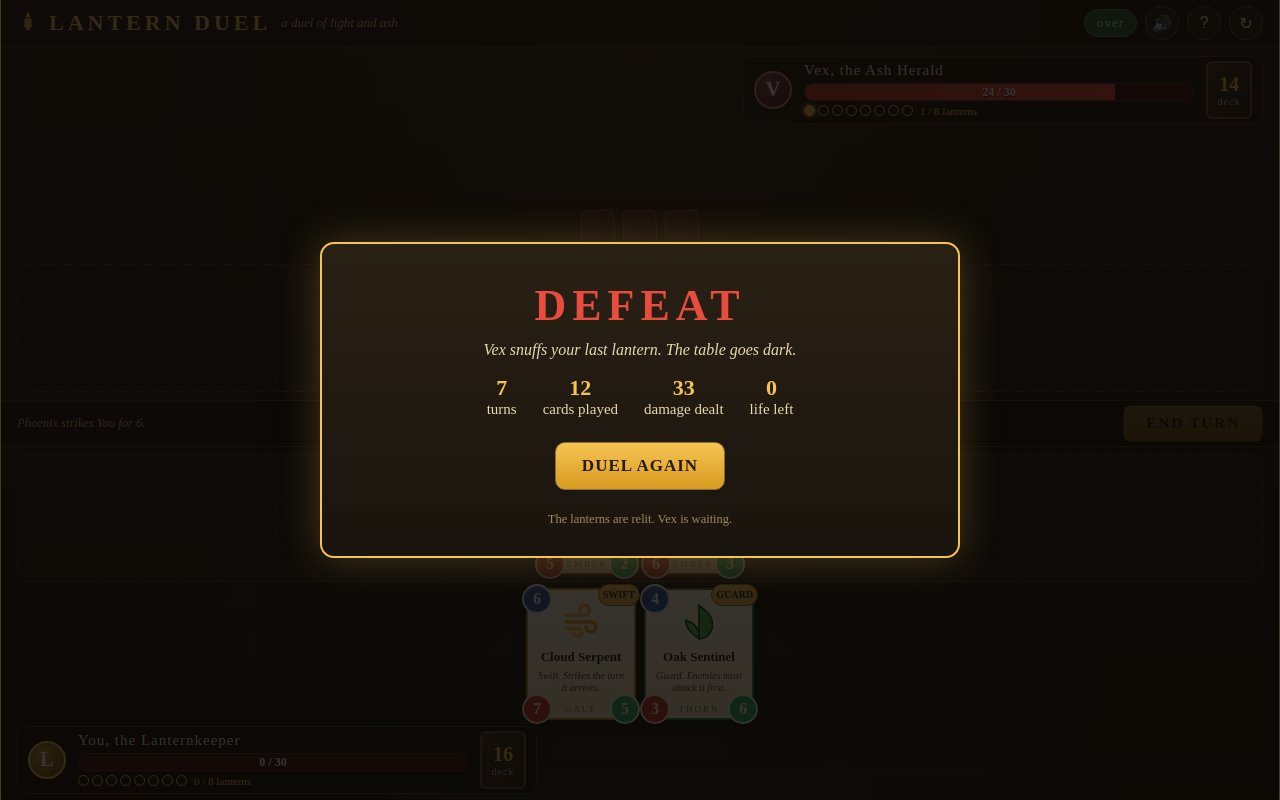 LANTERN DUEL a duel of light and ash over ?
V Vex, the Ash Herald
24 / 30
1 / 8 lanterns
14
deck
DEFEAT
Vex snuffs your last lantern. The table goes dark.
7 12 33 0
turns cards played damage dealt life left
Phoenix strikes You for 6.
END TURN
DUEL AGAIN
The lanterns are relit. Vex is waiting.
5 EMBER 2 6 EMBER 3
6 SWIFT 4 GUARD
Cloud Serpent
Swift. Strikes the turn
it arrives.
7 GALE 5
Oak Sentinel
Guard. Enemies must
attack it first.
3 THORN 6
L You, the Lanternkeeper
0 / 30
0 / 8 lanterns
16
deck